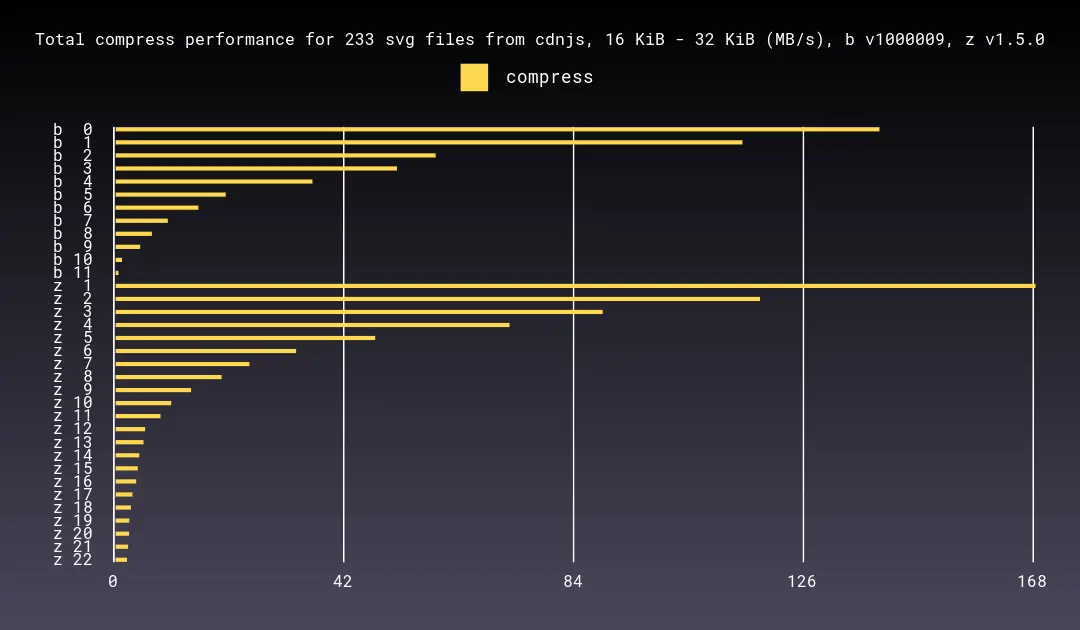 Total compress performance for 233 svg files from cdnjs, 16 KiB - 32 KiB (MB/s), b v1000009, z v1.5.0
compress
b 0
b 1
b 2
b 3
b 4
b 5
b 6
b 7
b 8
b 9
b 10
b 11
z 1
z 2
z 3
z 4
z 5
z 6
z 7
z 8
z 9
z 10
z 11
z 12
z 13
z 14
z 15
z 16
z 17
z 18
z 19
z 20
z 21
z 22
0 42 84 126 168